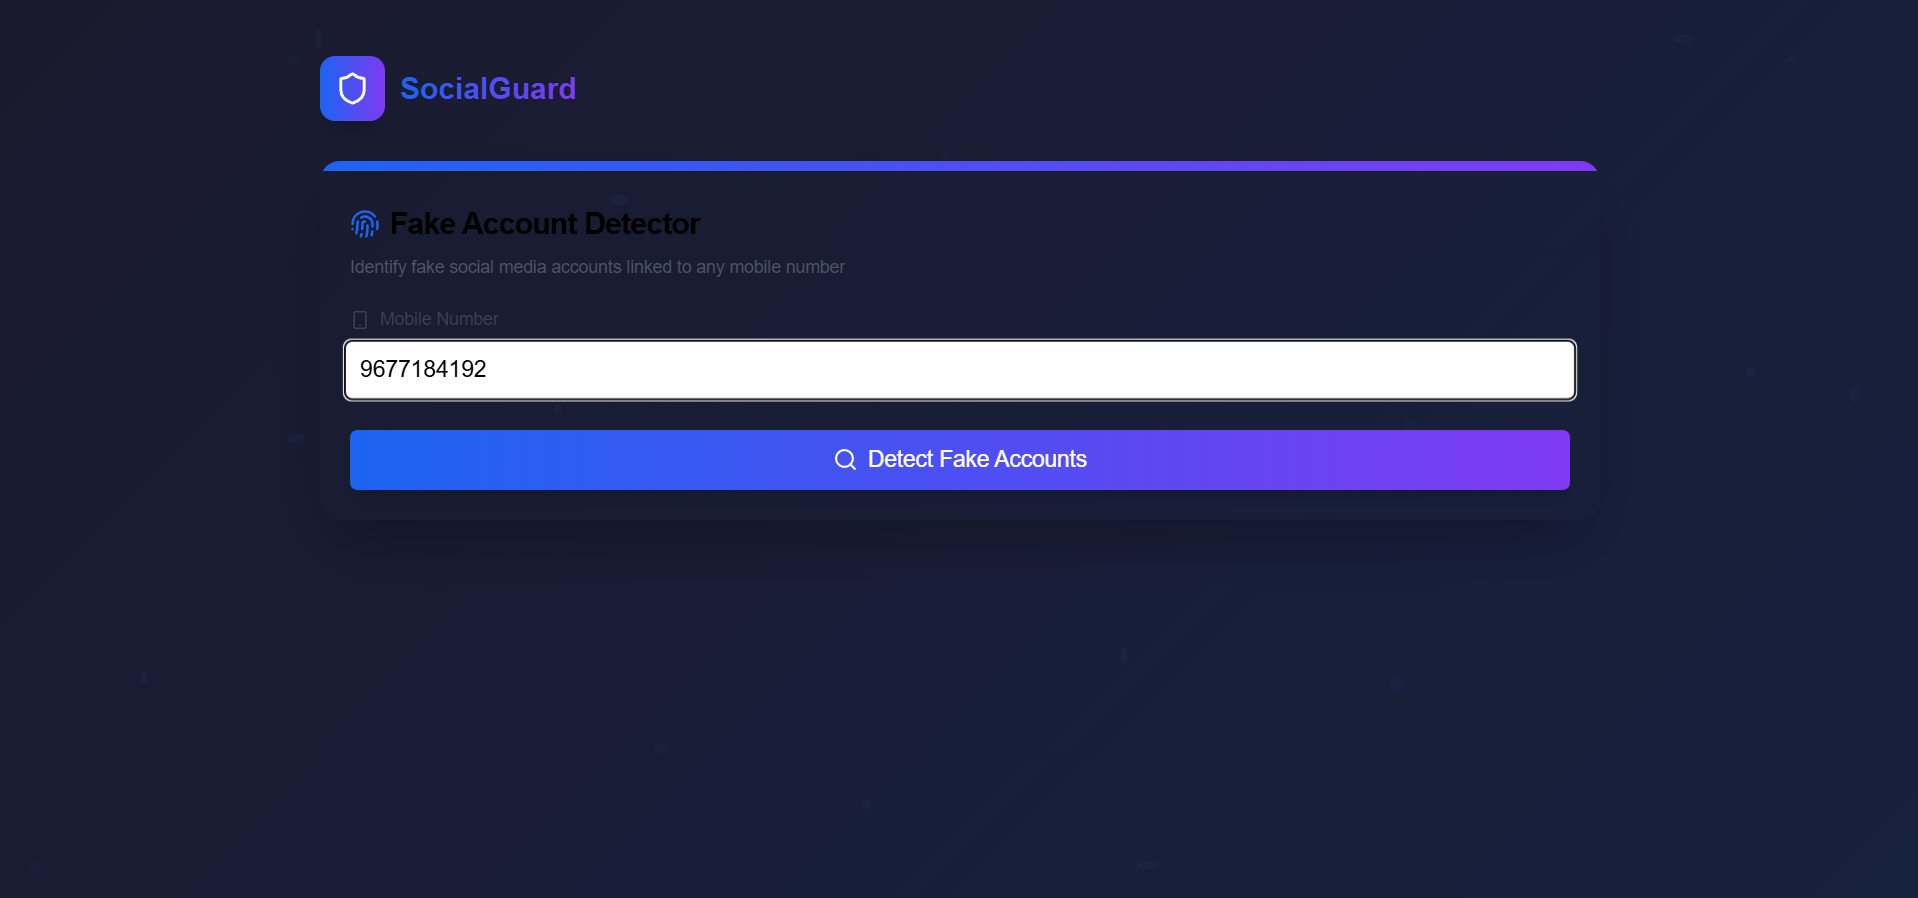 SocialGuard
Fake Account Detector
Identify fake social media accounts linked to any mobile number
Mobile Number
9677184192
Detect Fake Accounts